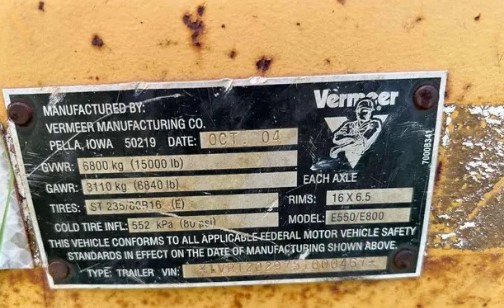 Vermeer
MANUFACTURED BY:
VERMEER MANUFACTURING CO.
PELLA, IOWA 50219 DATE: OCT 04
GVWR: 6800 kg (15000 lb)
GAWR: 3110 kg (6840 lb) EACH AXLE
TIRES: (E) RIMS: 16 X 6.5
COLD TIRE INFL: 552 kPa (80 psi) MODEL: E550/E800
THIS VEHICLE CONFORMS TO ALL APPLICABLE FEDERAL MOTOR VEHICLE SAFETY
STANDARDS IN EFFECT ON THE DATE OF MANUFACTURING SHOWN ABOVE.
TYPE: TRAILER VIN:
70008341